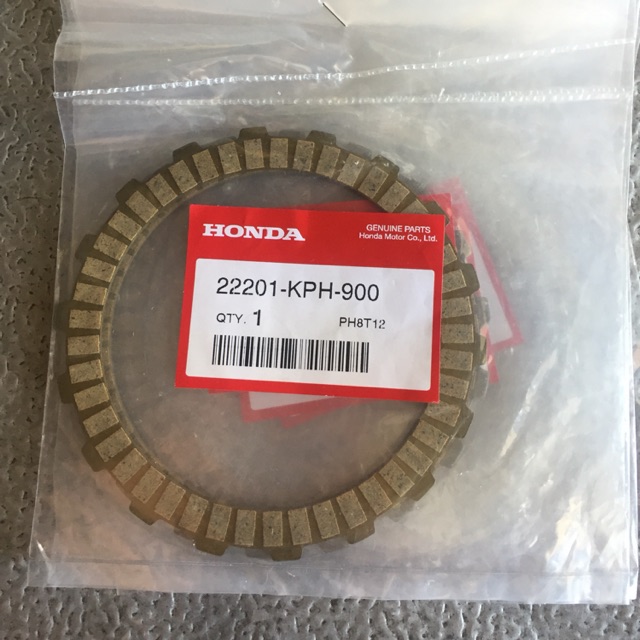 HONDA
GENUINE PARTS
Honda Motor Co., Ltd.
22201-KPH-900
QTY. 1 PH8T12